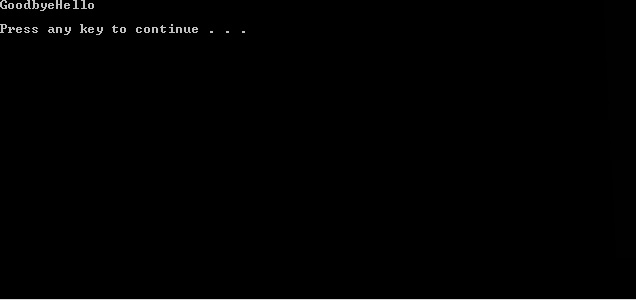 GoodbyeHello
Press any key to continue . . .